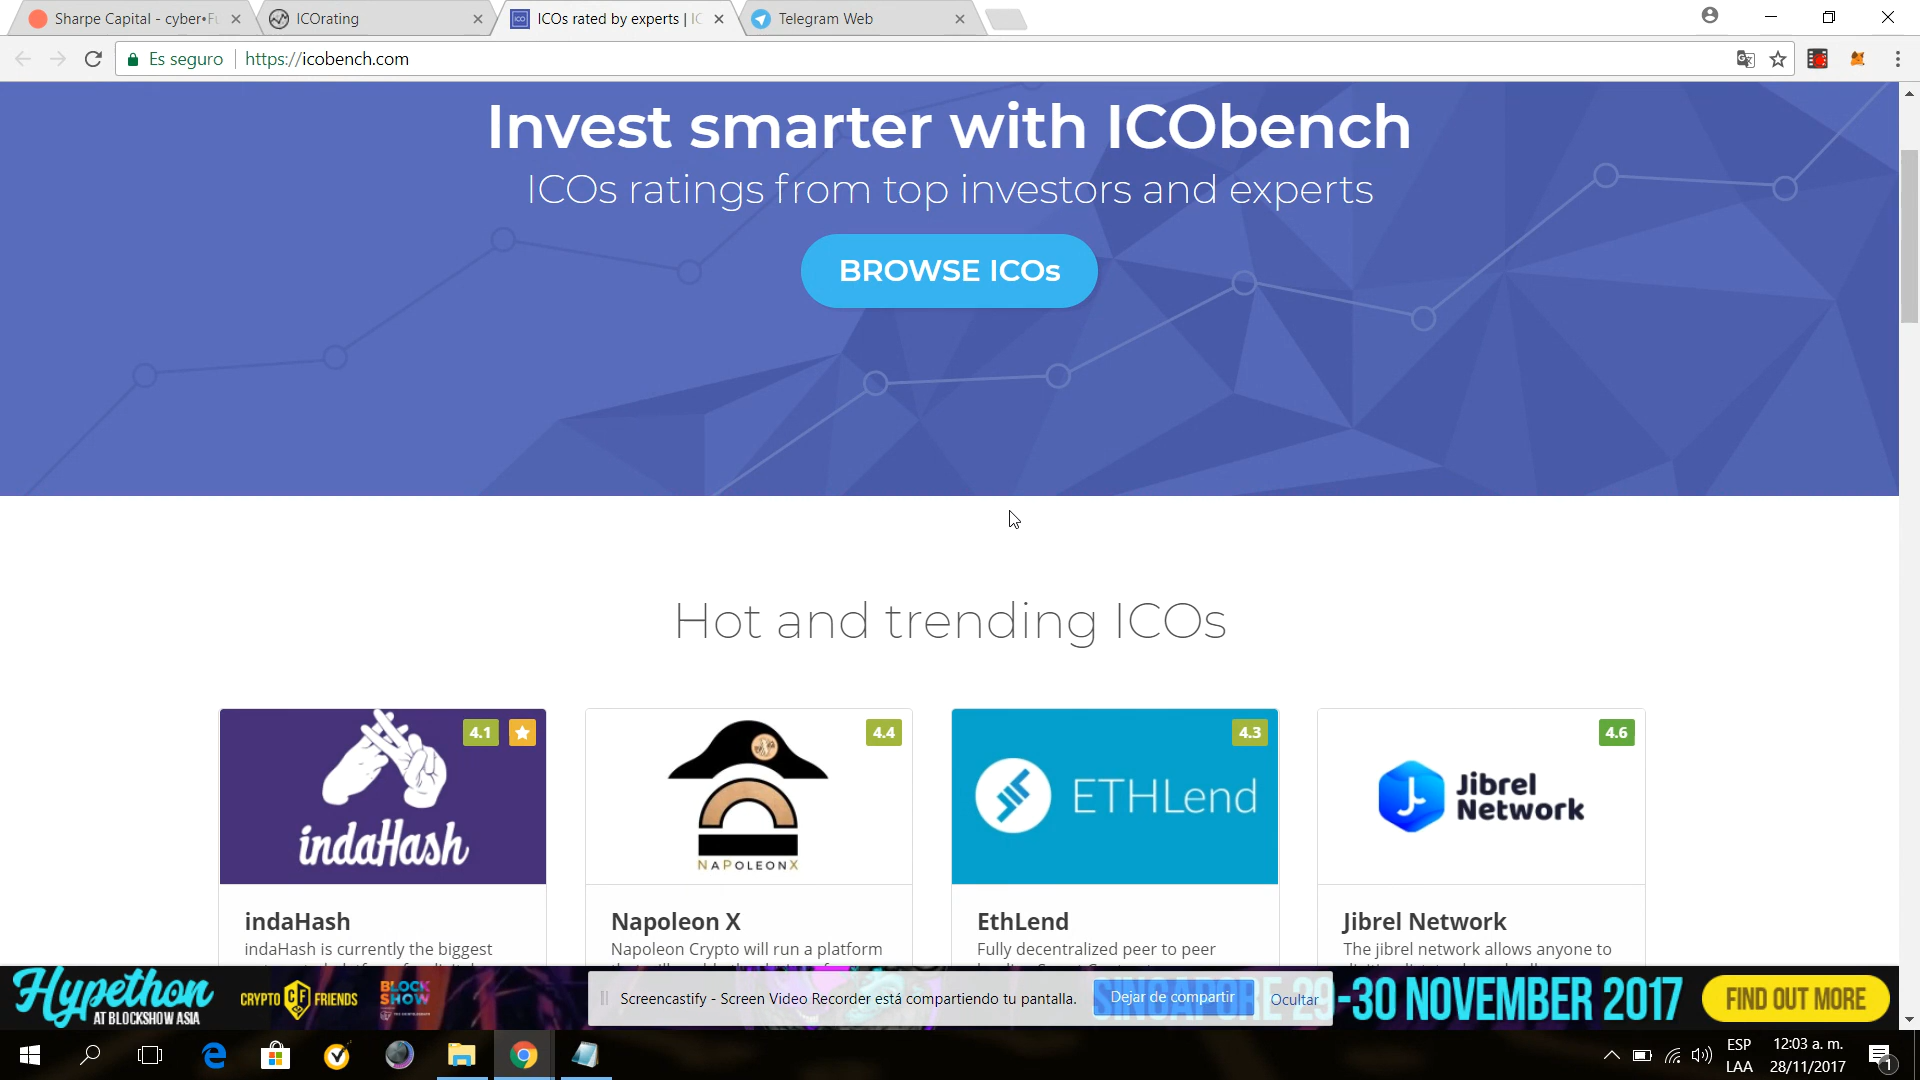 Sharpe Capital - cyber•Fu
ICOrating
ICOs rated by experts | IC
Telegram Web
Es seguro
https://icobench.com
Invest smarter with ICObench
ICOs ratings from top investors and experts
BROWSE ICOs
Hot and trending ICOs
4.1
indaHash
4.4
NAPOLEONX
4.3
ETHLend
4.6
Jibrel
Network
indaHash
indaHash is currently the biggest
Napoleon X
Napoleon Crypto will run a platform
EthLend
Fully decentralized peer to peer
Jibrel Network
The jibrel network allows anyone to
Hypethon
AT BLOCKSHOW ASIA
CRYPTO CF FRIENDS
BLOCK
SHOW
Screencastify - Screen Video Recorder está compartiendo tu pantalla.
Dejar de compartir
Ocultar
SINGAPORE 29-30 NOVEMBER 2017
FIND OUT MORE
ESP
LAA
12:03 a. m.
28/11/2017
1